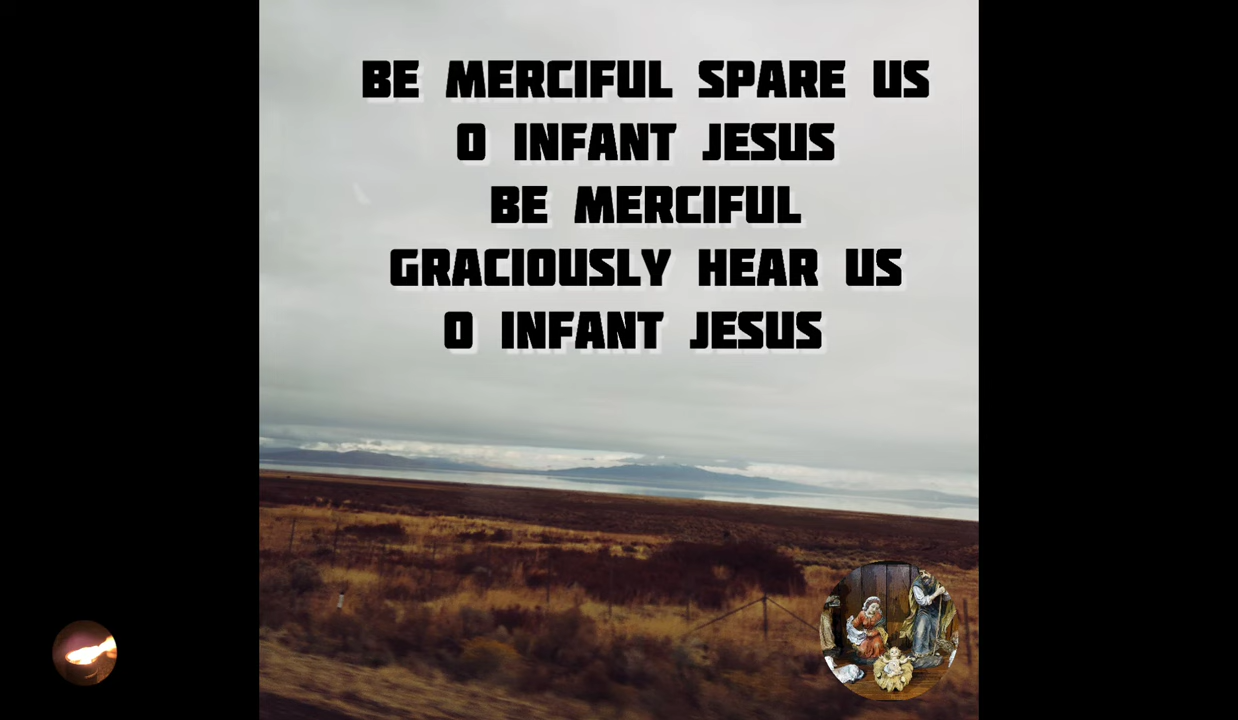 BE MERCIFUL SPARE US
O INFANT JESUS
BE MERCIFUL
GRACIOUSLY HEAR US
O INFANT JESUS